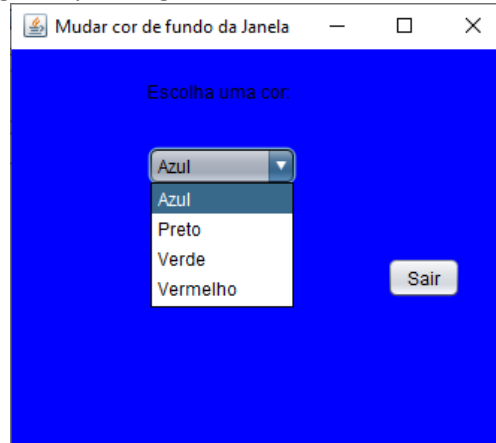 Mudar cor de fundo da Janela
Escolha uma cor:
Azul
Azul
Preto
Verde
Vermelho
Sair